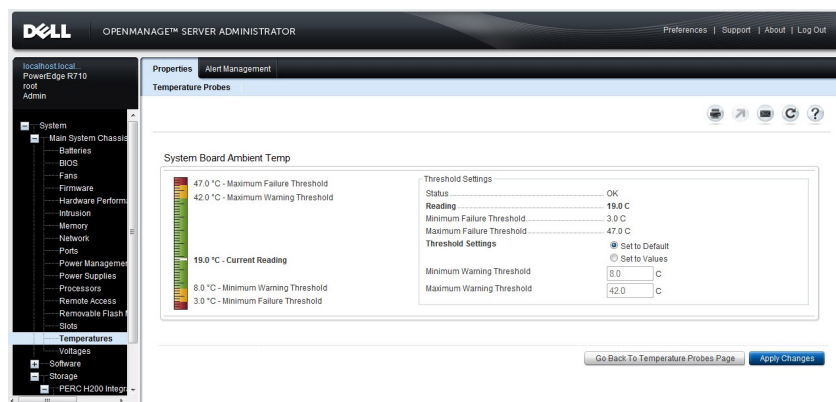 DELL
OPENMANAGE™ SERVER ADMINISTRATOR
Preferences | Support | About | Log Out
localhost.local...
PowerEdge R710
root
Admin
System
Main System Chassis
Batteries
BIOS
Fans
Firmware
Hardware Performa
Intrusion
Memory
Network
Ports
Power Managemen
Power Supplies
Processors
Remote Access
Removable Flash M
Slots
Temperatures
Voltages
Software
Storage
PERC H200 Integr
Properties Alert Management
Temperature Probes
System Board Ambient Temp
47.0 °C - Maximum Failure Threshold
42.0 °C - Maximum Warning Threshold
19.0 °C - Current Reading
8.0 °C - Minimum Warning Threshold
3.0 °C - Minimum Failure Threshold
Threshold Settings
Status OK
Reading 19.0 C
Minimum Failure Threshold 3.0 C
Maximum Failure Threshold 47.0 C
Threshold Settings Set to Default
Set to Values
Minimum Warning Threshold 8.0 C
Maximum Warning Threshold 42.0 C
Go Back To Temperature Probes Page Apply Changes